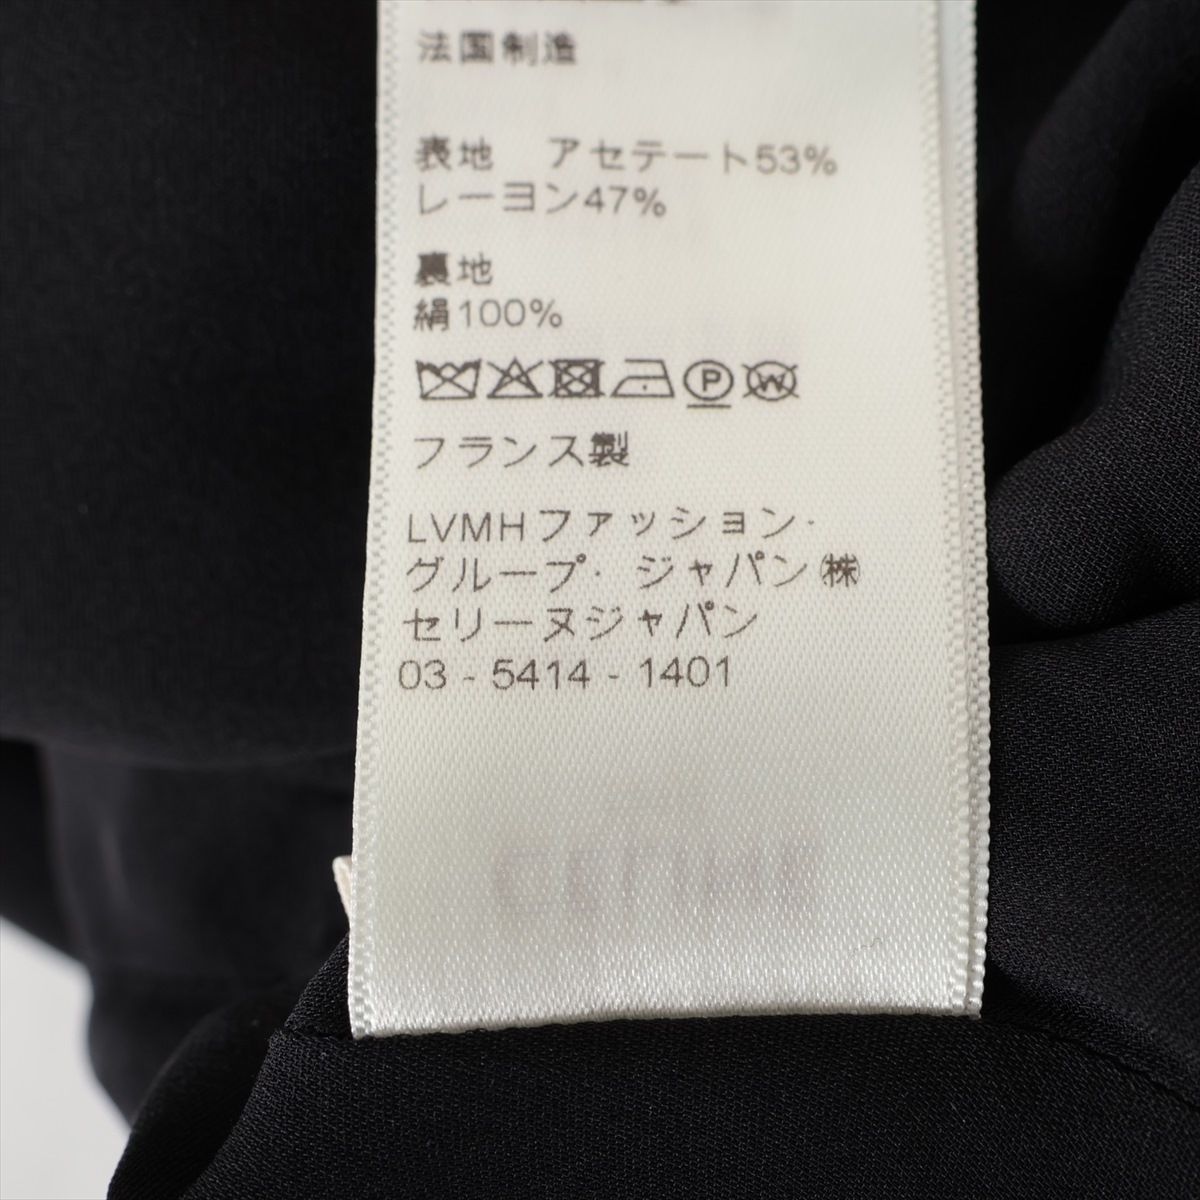 法国制造
表地　アセテート53%
レーヨン47%
裏地
絹100%
P W
フランス製
LVMHファッション・
グループ・ ジャパン㈱
セリーヌジャパン
03 - 5414 - 1401